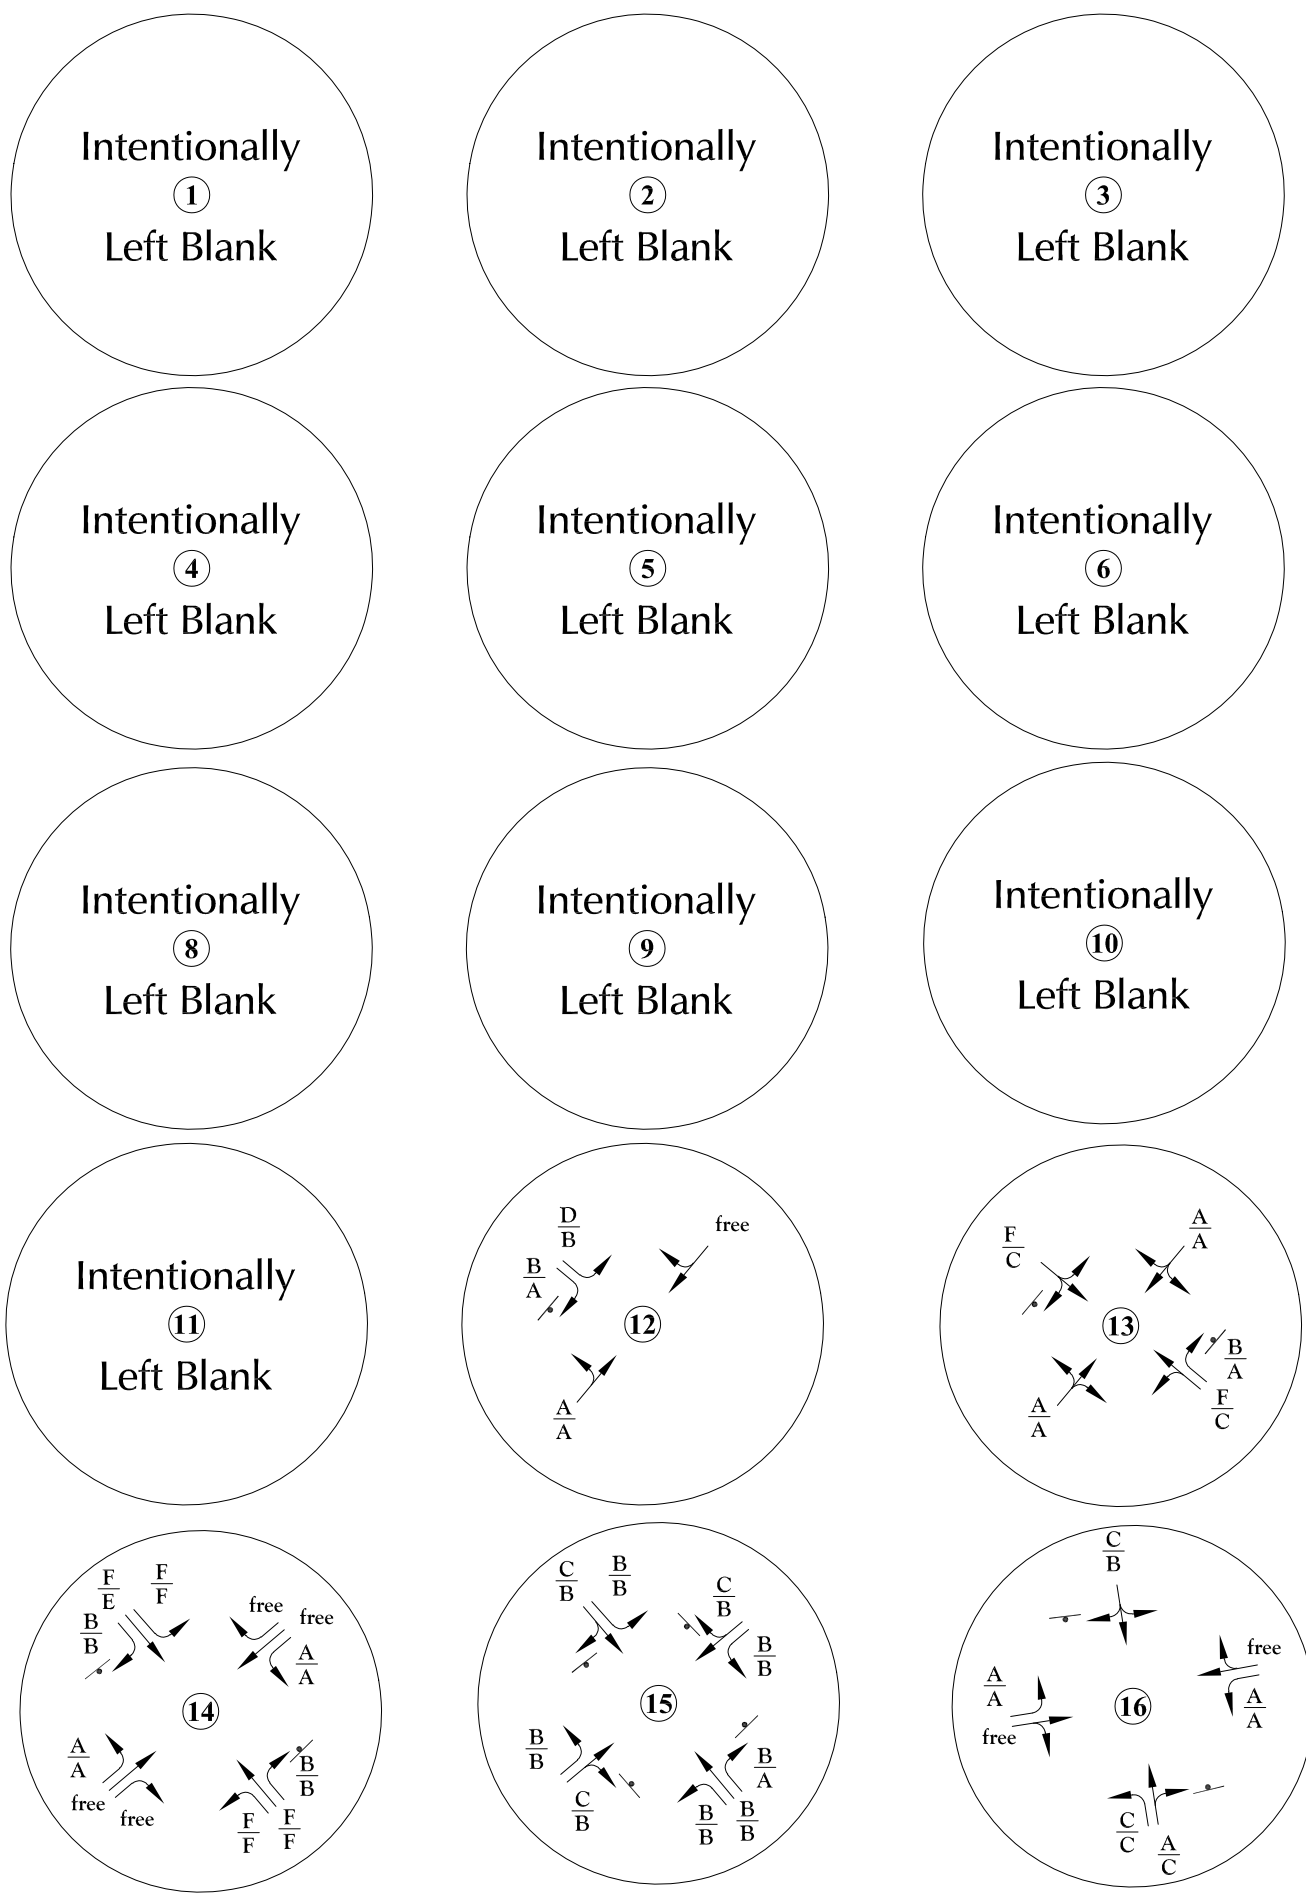 Intentionally
1
Left Blank
Intentionally
2
Left Blank
Intentionally
3
Left Blank
Intentionally
4
Left Blank
Intentionally
5
Left Blank
Intentionally
6
Left Blank
Intentionally
8
Left Blank
Intentionally
9
Left Blank
Intentionally
10
Left Blank
Intentionally
11
Left Blank
D
B
free
B
A
12
A
A
F
C
A
A
13
B
A
A
A
F
C
F
E
F
F
B
B
free
free
A
A
14
A
A
free
free
B
B
F
F
F
F
C
B
B
B
C
B
B
B
15
B
B
C
B
B
A
B
B
B
B
C
B
free
A
A
A
A
16
free
C
C
A
C